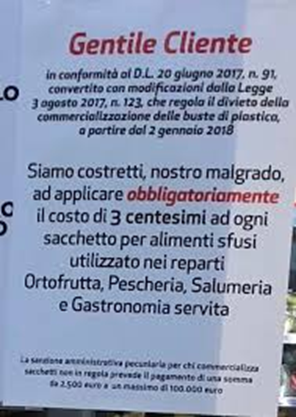 Gentile Cliente
in conformità al D.L. 20 giugno 2017, n. 91,
convertito con modificazioni dalla Legge
3 agosto 2017, n. 123, che regola il divieto della
commercializzazione delle buste di plastica,
a partire dal 2 gennaio 2018
Siamo costretti, nostro malgrado,
ad applicare obbligatoriamente
il costo di 3 centesimi ad ogni
sacchetto per alimenti sfusi
utilizzato nei reparti
Ortofrutta, Pescheria, Salumeria
e Gastronomia servita
La sanzione amministrativa pecuniaria per chi commercializza
sacchetti non in regola prevede il pagamento di una somma
da 2.500 euro a un massimo di 100.000 euro